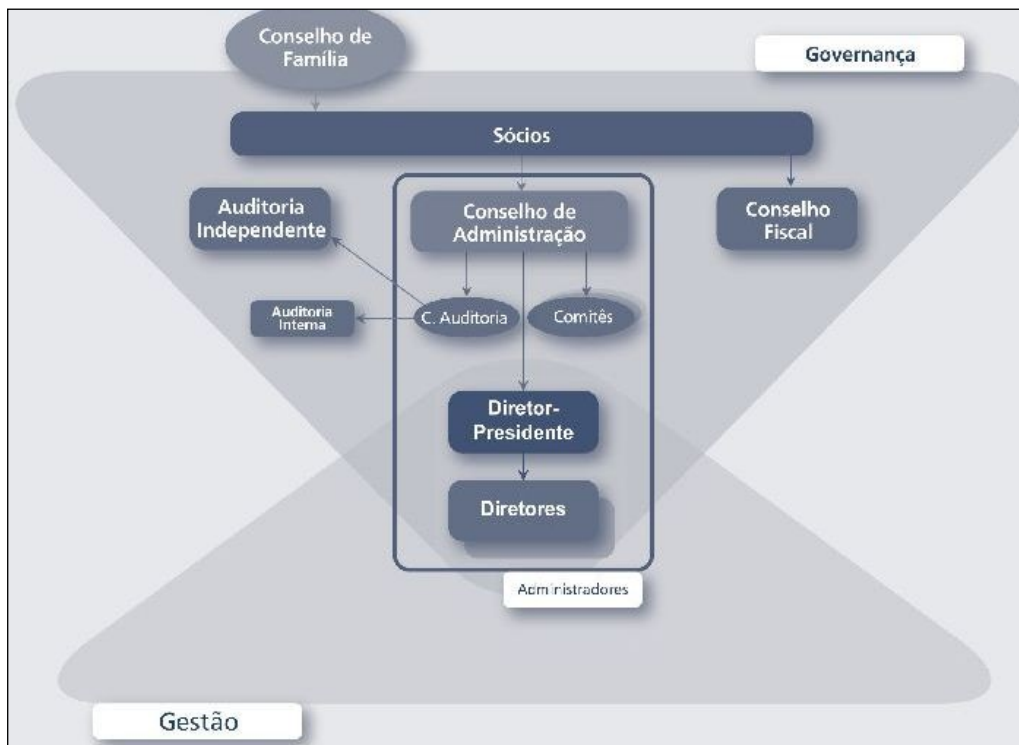 Conselho de
Família
Governança
Sócios
Auditoria
Independente
Conselho de
Administração
Conselho
Fiscal
Auditoria
Interna
C. Auditoria
Comitês
Diretor-
Presidente
Diretores
Administradores
Gestão